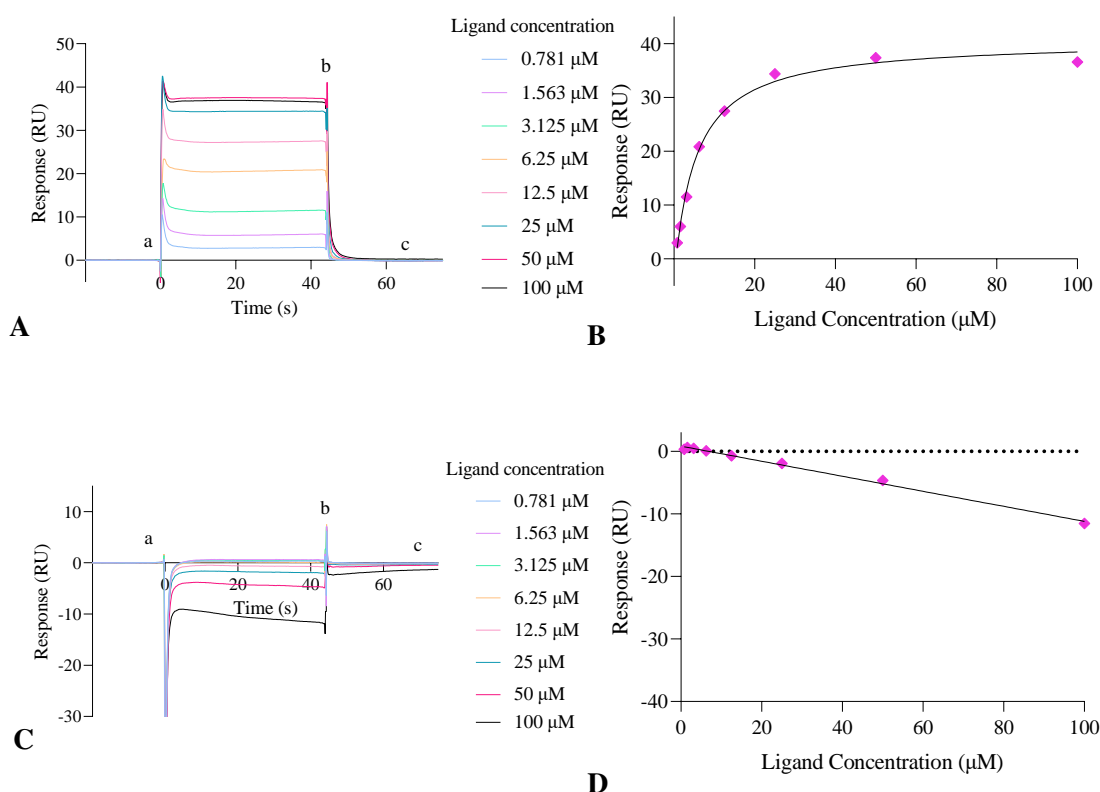 50
40
30
20
10
0
Response (RU)
a
b
c
0
20
40
60
Time (s)
A
Ligand concentration
0.781 μM
1.563 μM
3.125 μM
6.25 μM
12.5 μM
25 μM
50 μM
100 μM
40
30
20
10
0
Response (RU)
20
40
60
80
100
Ligand Concentration (μM)
B
10
0
-10
-20
-30
Response (RU)
a
b
c
0
20
40
60
Time (s)
C
Ligand concentration
0.781 μM
1.563 μM
3.125 μM
6.25 μM
12.5 μM
25 μM
50 μM
100 μM
0
-10
-20
-30
-40
Response (RU)
0
20
40
60
80
100
Ligand Concentration (μM)
D